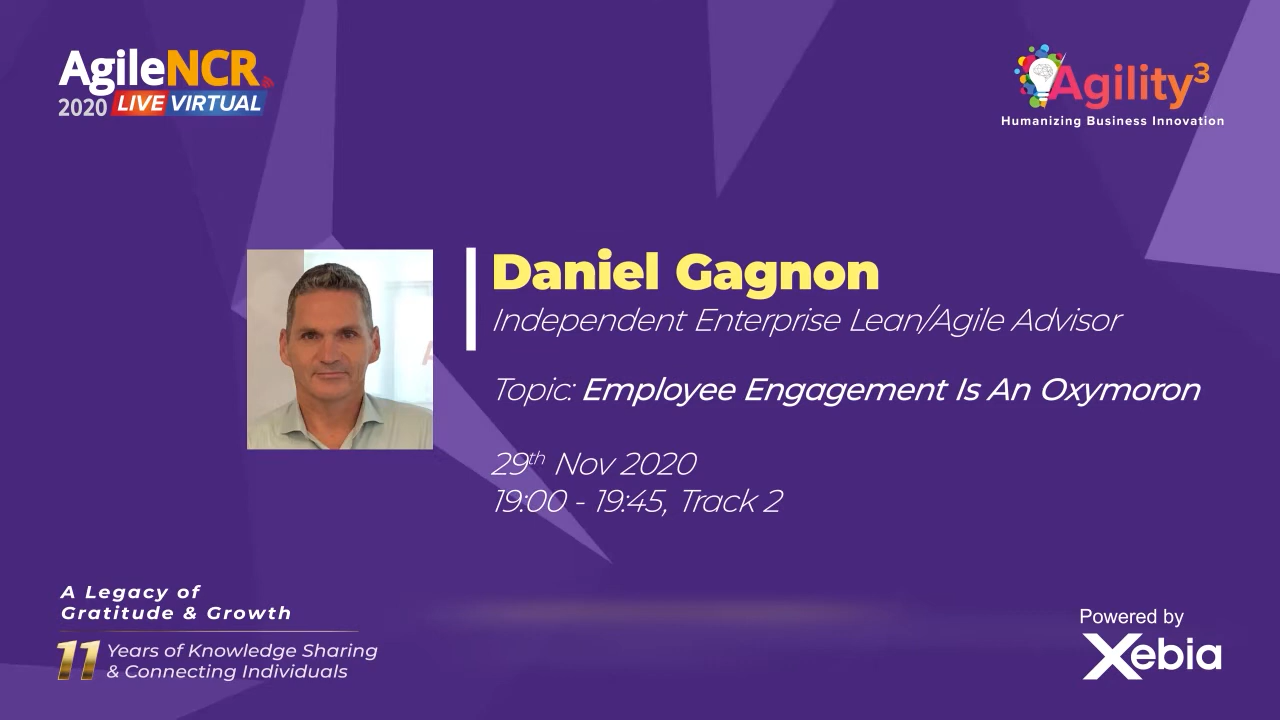 AgileNCR
2020 LIVE VIRTUAL
Agility³
Humanizing Business Innovation
Daniel Gagnon
Independent Enterprise Lean/Agile Advisor
Topic: Employee Engagement Is An Oxymoron
29th Nov 2020
19:00 - 19:45, Track 2
A Legacy of
Gratitude & Growth
11 Years of Knowledge Sharing
& Connecting Individuals
Powered by
Xebia